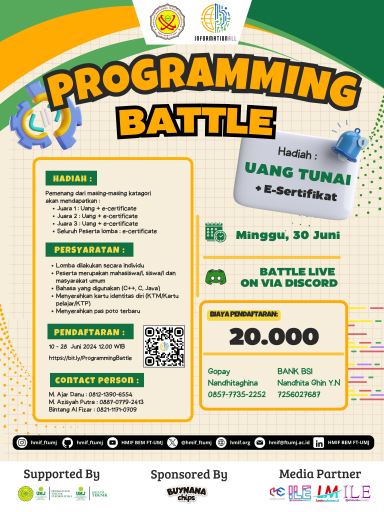 INFORMATIONALL
PROGRAMMING
BATTLE
Hadiah :
UANG TUNAI
+ E-Sertifikat
HADIAH :
Pemenang dari masing-masing katagori
akan mendapatkan :
• Juara 1 : Uang + e-certificate
• Juara 2 : Uang + e-certificate
• Juara 3 : Uang + e-certificate
• Seluruh Peserta lomba : e-certificate
PERSYARATAN :
• Lomba dilakukan secara individu
• Peserta merupakan mahasiswa/i, siswa/i dan
masyarakat umum
• Bahasa yang digunakan (C++, C, Java)
• Menyerahkan kartu identitas diri (KTM/Kartu
pelajar/KTP)
• Menyerahkan pas poto terbaru
PENDAFTARAN :
10 - 28 Juni 2024 12.00 WIB
https://bit.ly/ProgrammingBattle
CONTACT PERSON :
M. Ajar Danu : 0812-1390-6554
M. Azisyah Putra : 0887-0779-2413
Bintang Al Fizar : 0821-1171-0709
Minggu, 30 Juni
BATTLE LIVE
ON VIA DISCORD
BIAYA PENDAFTARAN:
20.000
Gopay
Nandhitaghina
0857-7735-2252
BANK BSI
Nandhita Ghin Y.N
7256027687
hmif_ftumj
hmif_ftumj
HMIF BEM FT-UMJ
@hmif_ftumj
hmif.org
hmif@ftumj.ac.id
HMIF BEM FT-UMJ
Supported By
Sponsored By
Media Partner
BUYNANA
chips